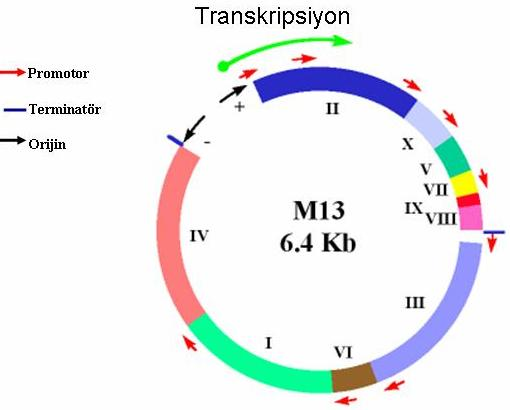 Transkripsiyon
Promotor
Terminatör
Orijin
+
-
II
X
V
VII
IX
VIII
M13
6.4 Kb
IV
III
I
VI